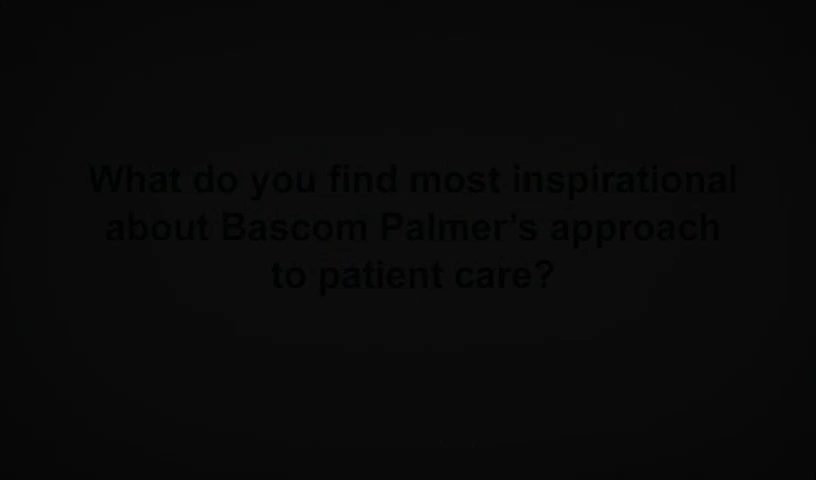 What do you find most inspirational
about Bascom Palmer’s approach
to patient care?